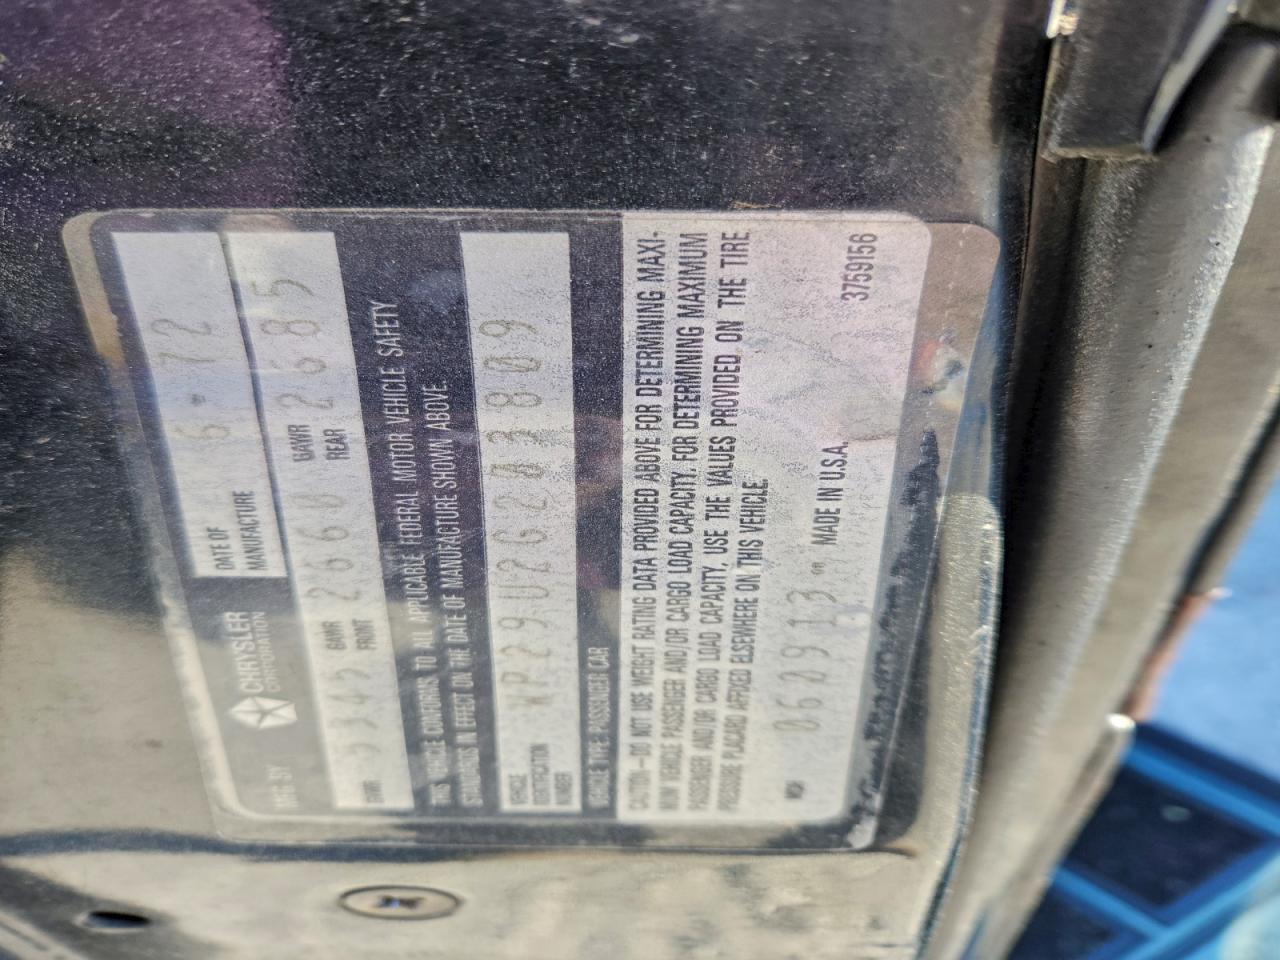 MFG. BY
CHRYSLER
CORPORATION
DATE OF
MANUFACTURE
6-72
GVWR
5345
GAWR
FRONT
2660
GAWR
REAR
2685
THIS VEHICLE CONFORMS TO ALL APPLICABLE FEDERAL MOTOR VEHICLE SAFETY
STANDARDS IN EFFECT ON THE DATE OF MANUFACTURE SHOWN ABOVE.
VEHICLE
IDENTIFICATION
NUMBER
WP29U2G203809
VEHICLE TYPE PASSENGER CAR
CAUTION—DO NOT USE WEIGHT RATING DATA PROVIDED ABOVE FOR DETERMINING MAXI-
MUM VEHICLE PASSENGER AND/OR CARGO LOAD CAPACITY. FOR DETERMINING MAXIMUM
PASSENGER AND/OR CARGO LOAD CAPACITY, USE THE VALUES PROVIDED ON THE TIRE
PRESSURE PLACARD AFFIXED ELSEWHERE ON THIS VEHICLE.
MDH 060913 MADE IN U.S.A. 3759156